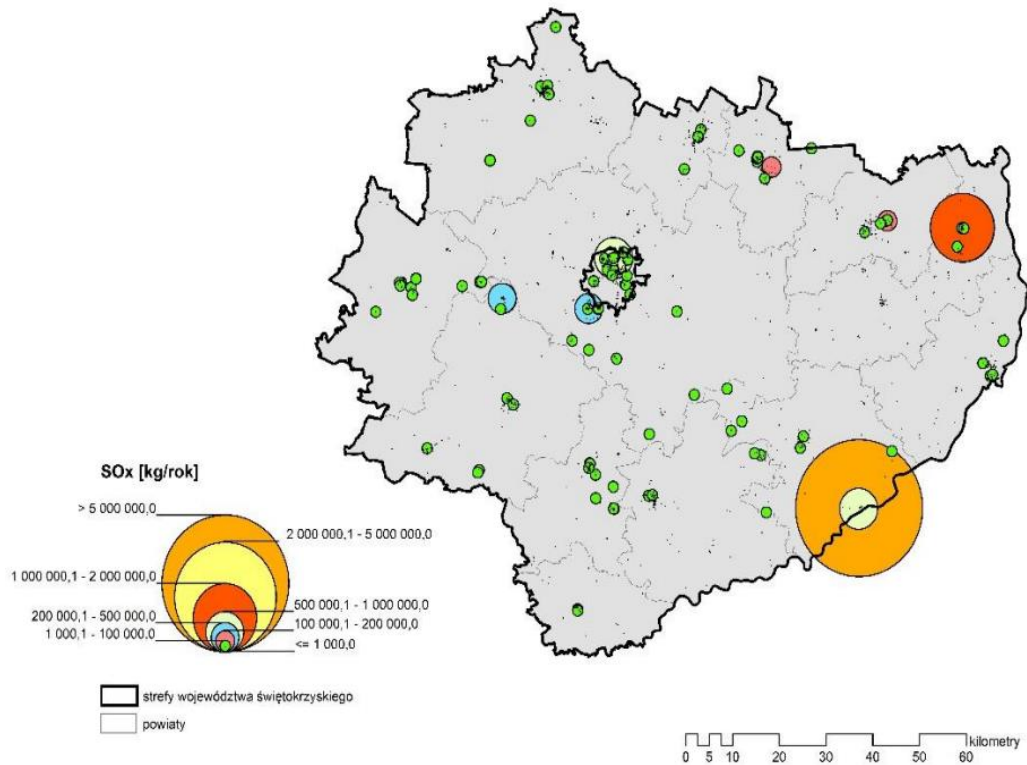 SOx [kg/rok]
> 5 000 000,0
2 000 000,1 - 5 000 000,0
1 000 000,1 - 2 000 000,0
500 000,1 - 1 000 000,0
200 000,1 - 500 000,0
100 000,1 - 200 000,0
1 000,1 - 100 000,0
<= 1 000,0
strefy województwa świętokrzyskiego
powiaty
kilometry
0 5 10 20 30 40 50 60